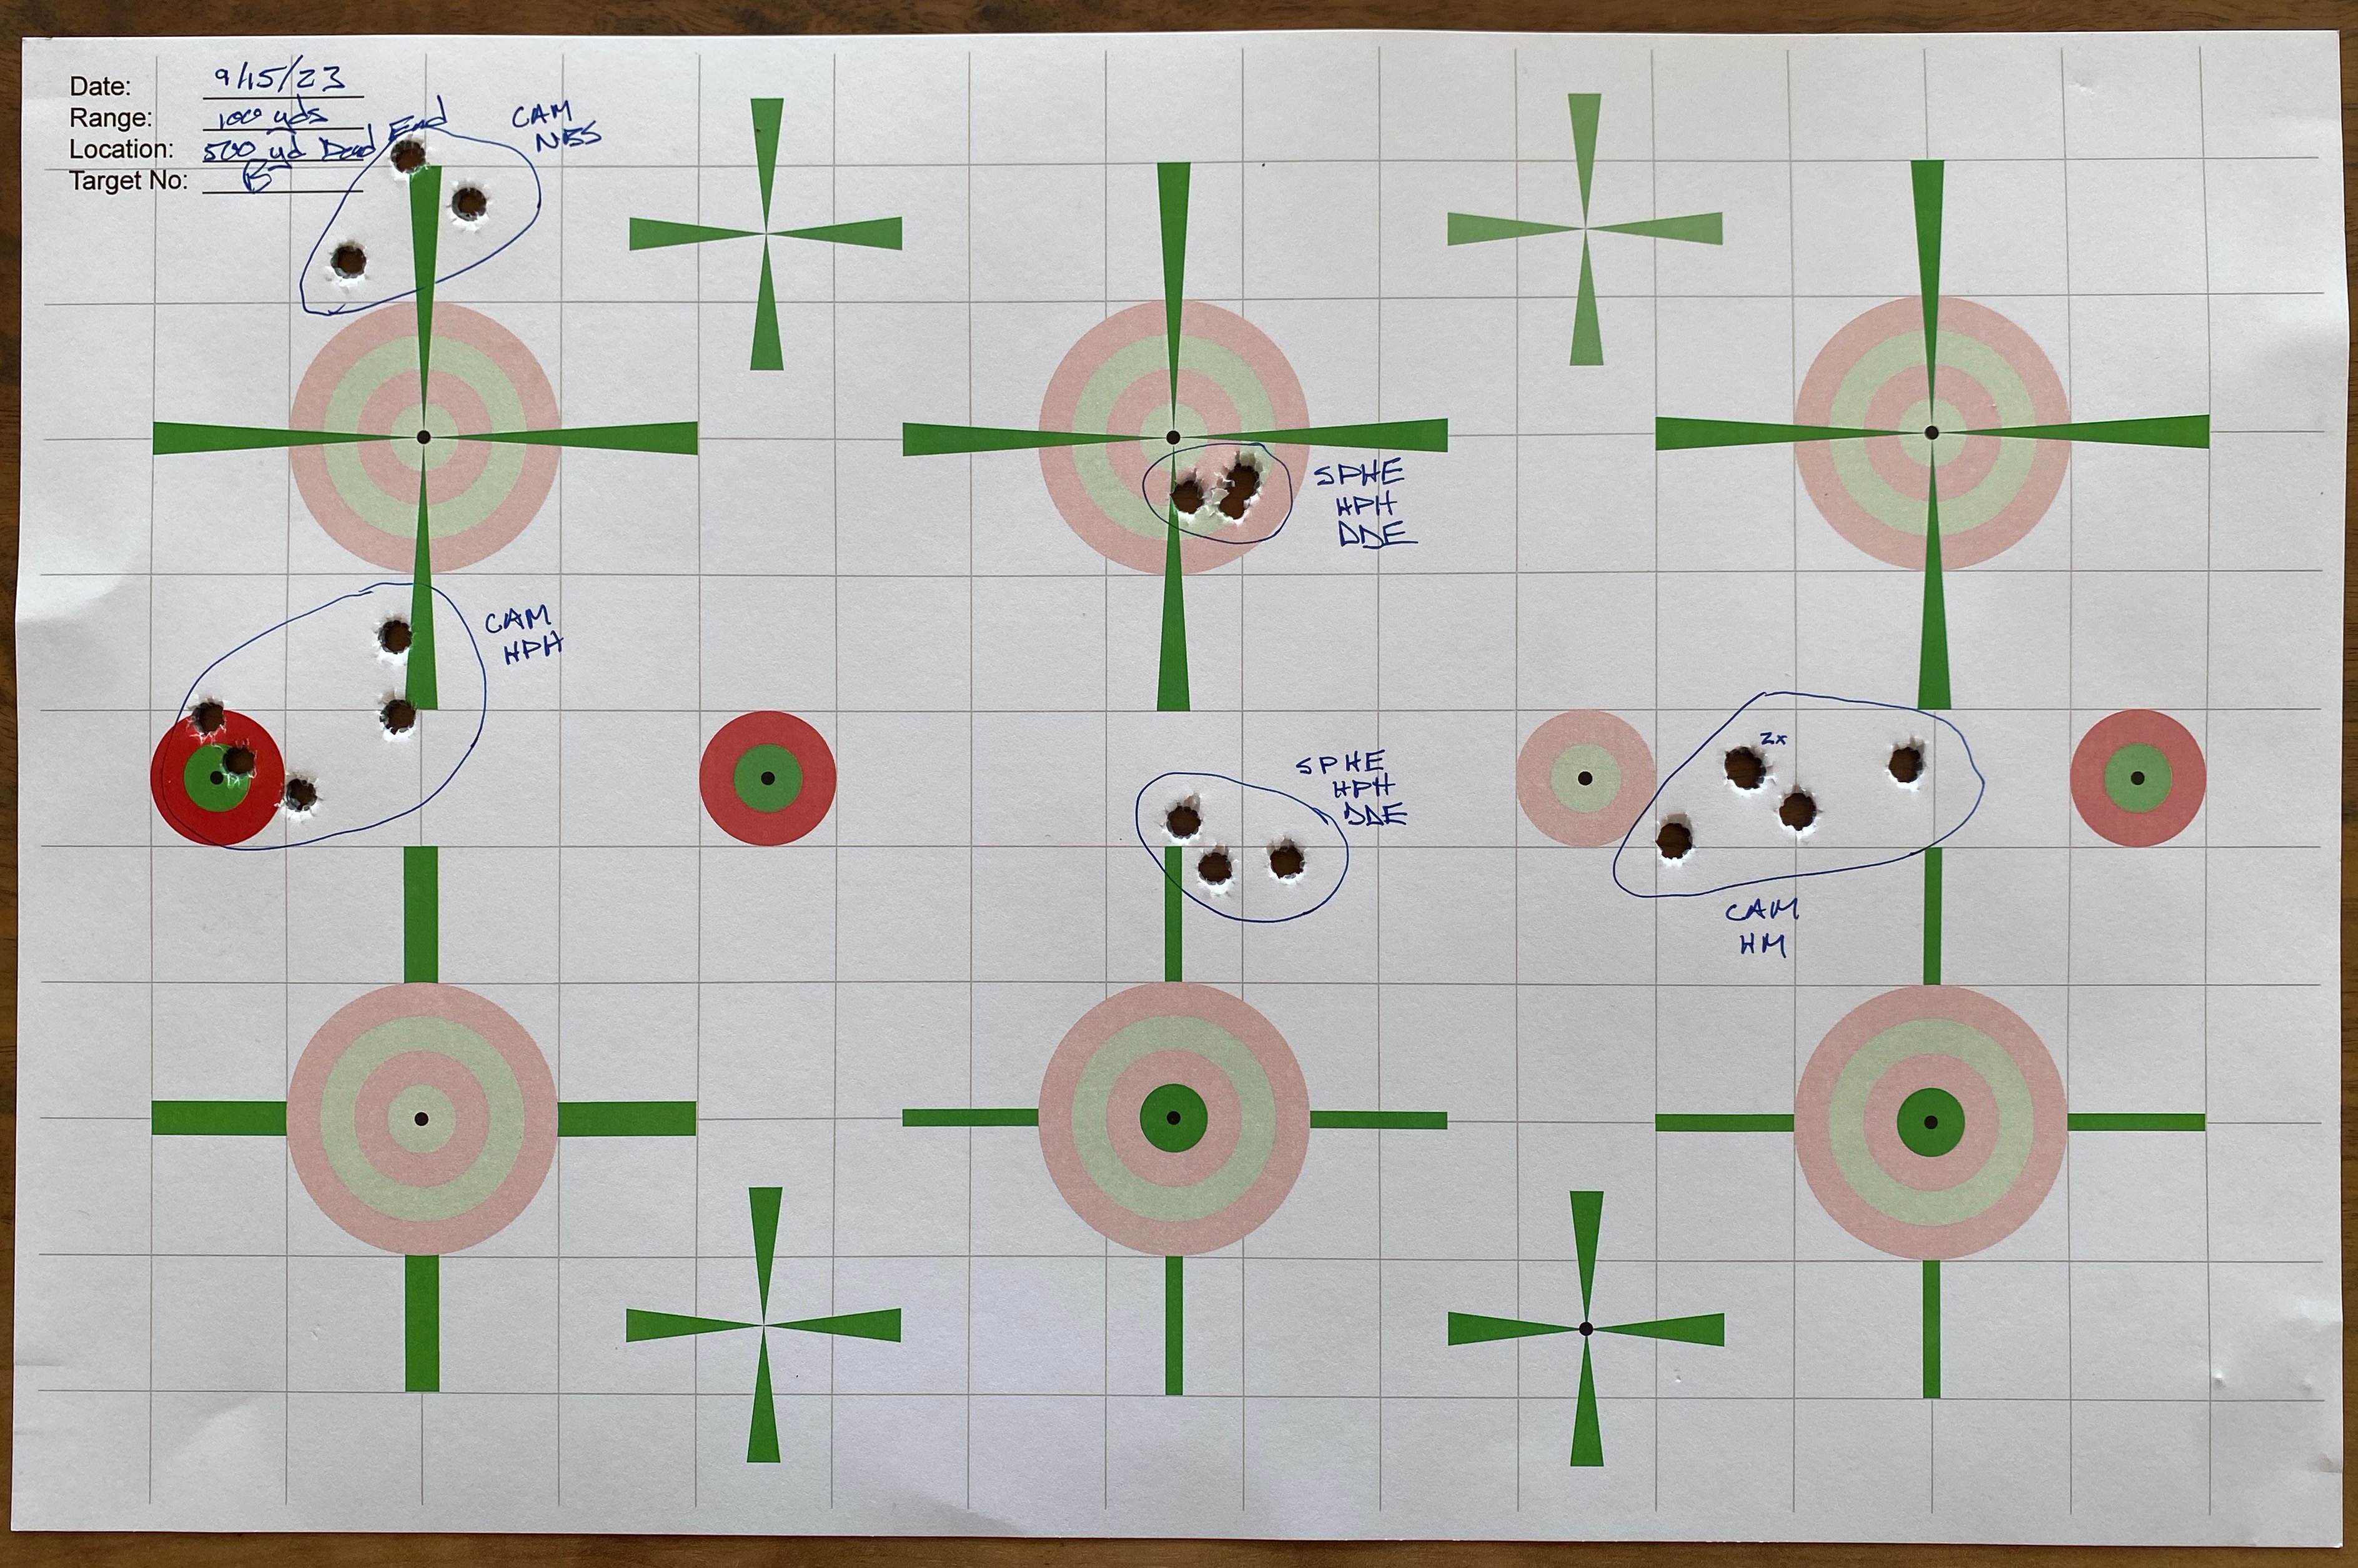 Date: 9/15/23
Range: 100 yds
Location: 500 yd Dead End
Target No: B
CAM
NBS
SPHE
HPH
DDE
CAM
HPH
2x
SPHE
HPH
DDE
CAM
HM